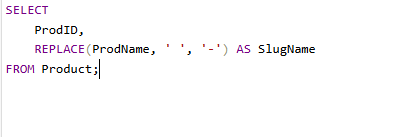 SELECT
    ProdID,
    REPLACE(ProdName, ' ', '-') AS SlugName
FROM Product;